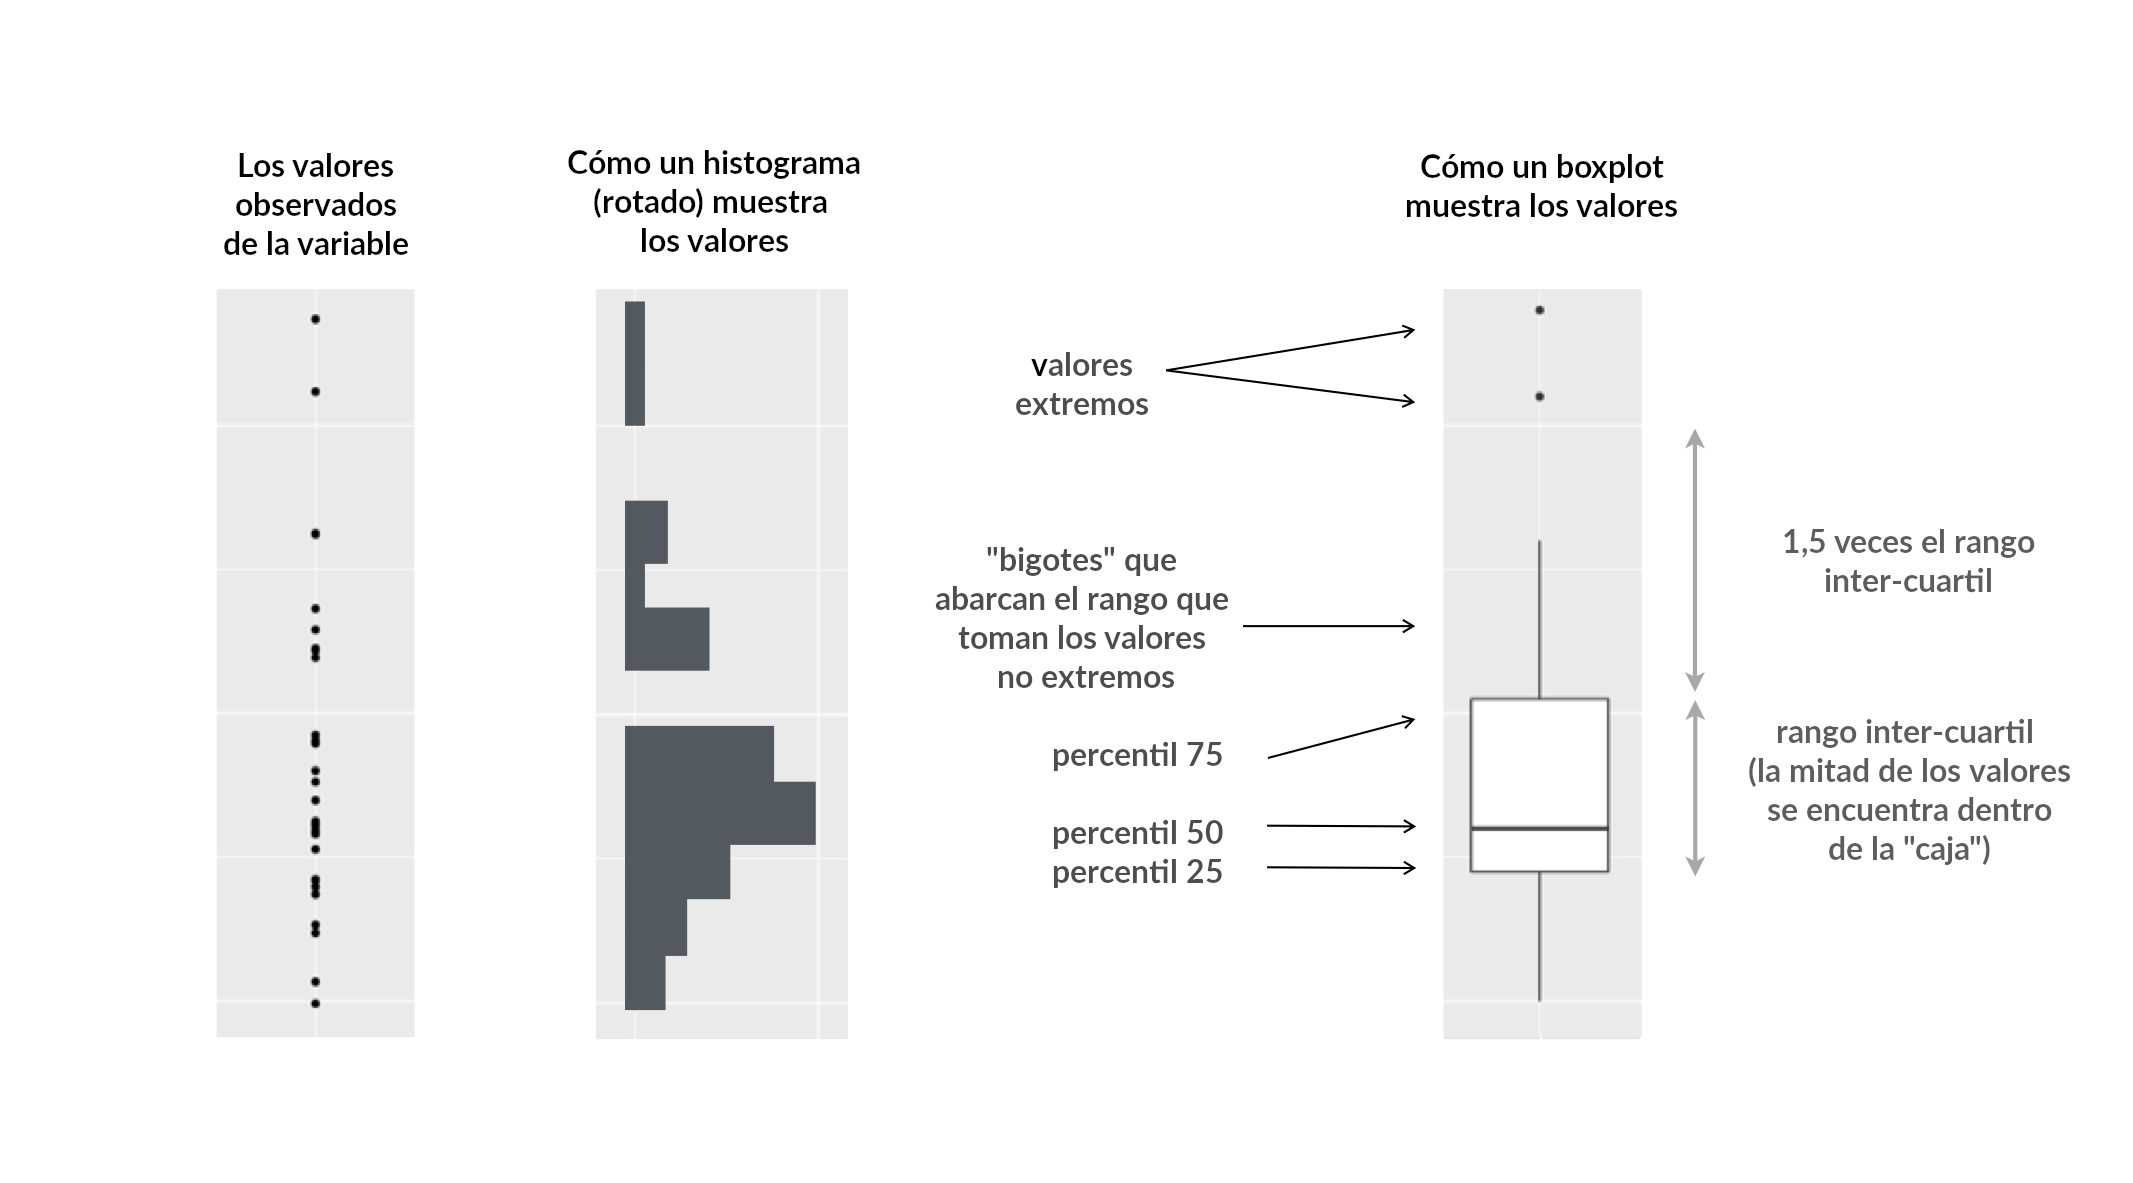 Los valores
observados
de la variable
Cómo un histograma
(rotado) muestra
los valores
Cómo un boxplot
muestra los valores
valores
extremos
"bigotes" que
abarcan el rango que
toman los valores
no extremos
percentil 75
percentil 50
percentil 25
1,5 veces el rango
inter-cuartil
rango inter-cuartil
(la mitad de los valores
se encuentra dentro
de la "caja")